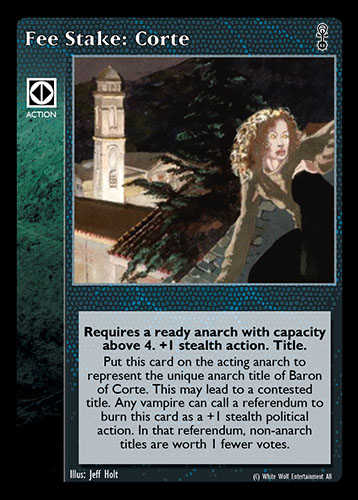 Fee Stake: Corte
ACTION
Requires a ready anarch with capacity
above 4. +1 stealth action. Title.
Put this card on the acting anarch to
represent the unique anarch title of Baron
of Corte. This may lead to a contested
title. Any vampire can call a referendum to
burn this card as a +1 stealth political
action. In that referendum, non-anarch
titles are worth 1 fewer votes.
Illus: Jeff Holt
(C) White Wolf Entertainment AB